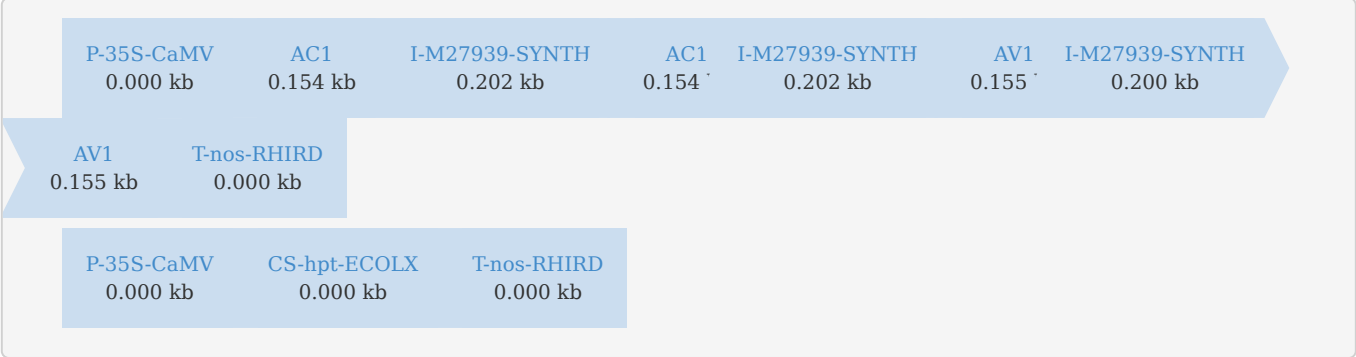 P-35S-CaMV AC1 I-M27939-SYNTH AC1 I-M27939-SYNTH AV1 I-M27939-SYNTH
0.000 kb 0.154 kb 0.202 kb 0.154 0.202 kb 0.155 0.200 kb
AV1 T-nos-RHIRD
0.155 kb 0.000 kb
P-35S-CaMV CS-hpt-ECOLX T-nos-RHIRD
0.000 kb 0.000 kb 0.000 kb